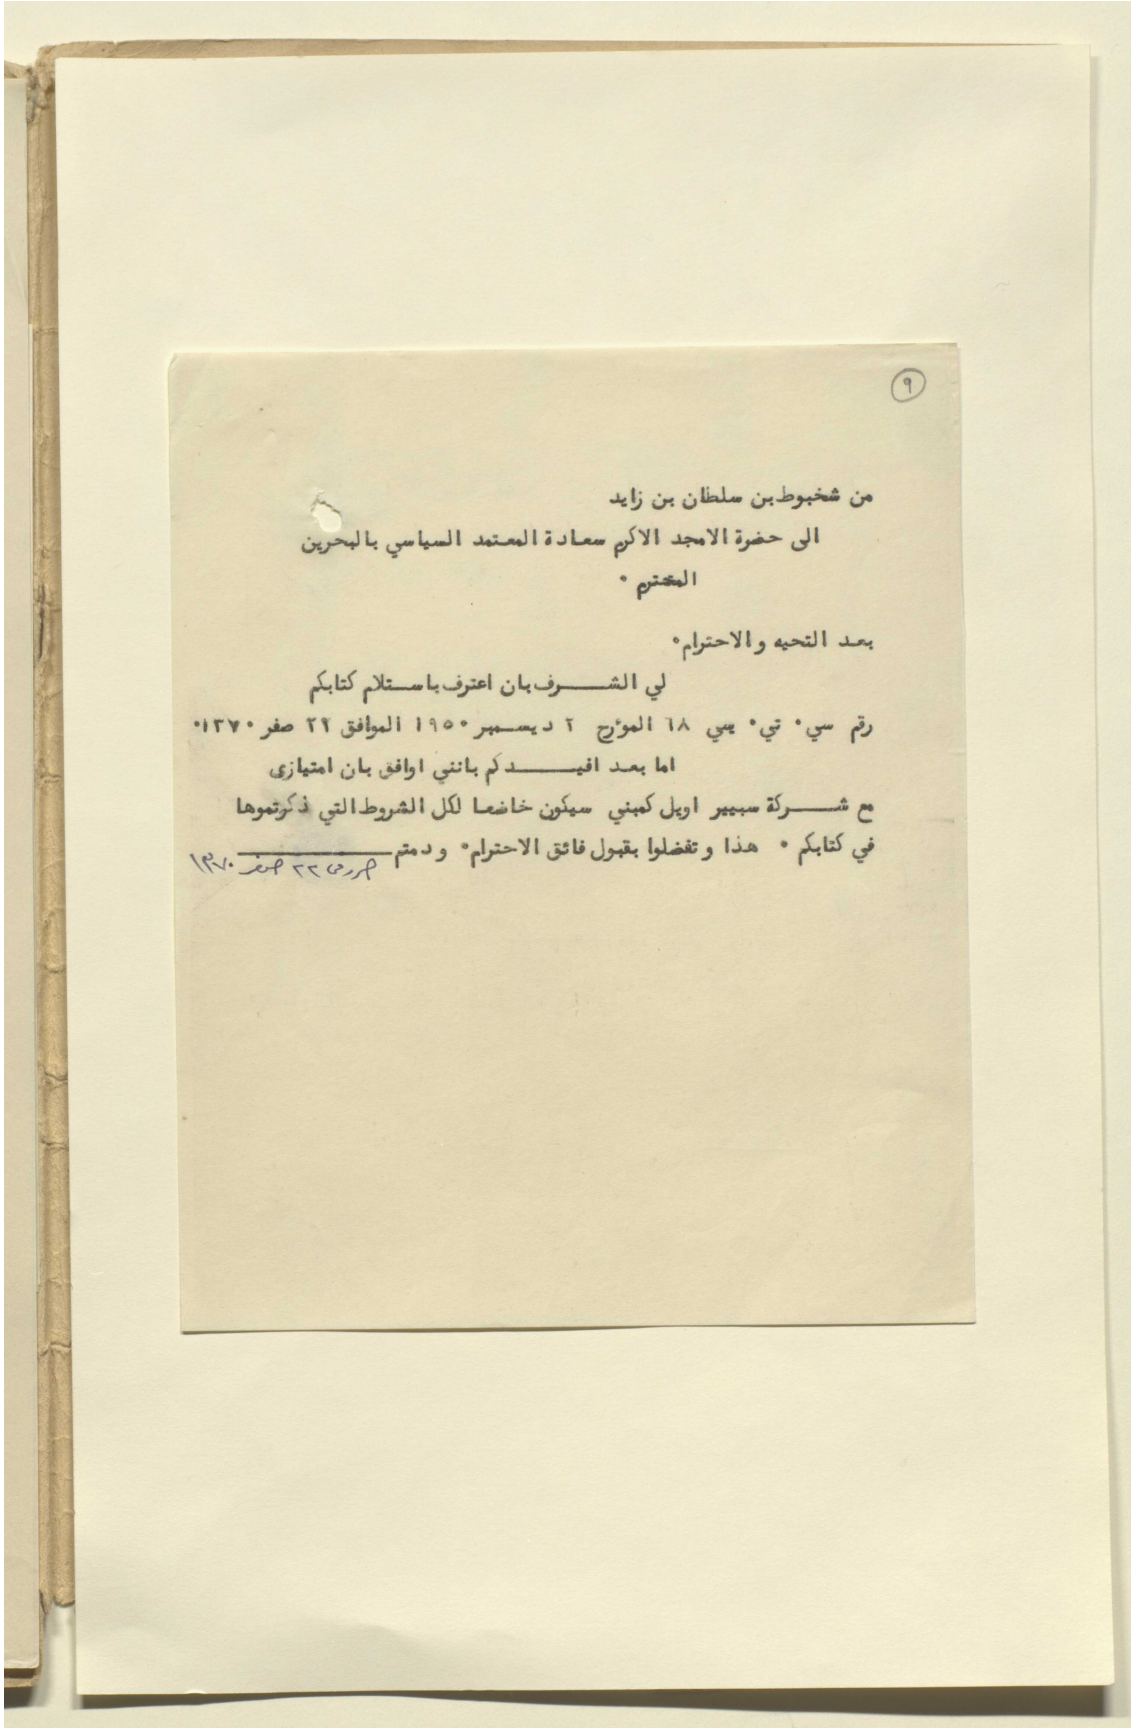 ٩
من شخبوط بن سلطان بن زايد
الى حضرة الامجد الاكرم سعادة المعتمد السياسي بالبحرين
المحترم ٠
بعد التحيه والاحترام٠
لي الشـــرف بان اعترف باستلام كتابكم
رقم سي٠ تي٠ يسي ٦٨ المؤرج ٢ ديسمبر ١٩٥٠ الموافق ٢٢ صفر ١٣٧٠٠
اما بعد افيـــدكم بانني اوافق بان امتيازى
مع شـــركة سبيير اويل كمبني سيكون خاضعا لكل الشروط التي ذكرتموها
في كتابكم ٠ هذا وتفضلوا بقبول فائق الاحترام٠ ودمتم ــــــــــ
حرر في ٢٢ صفر ١٣٧٠